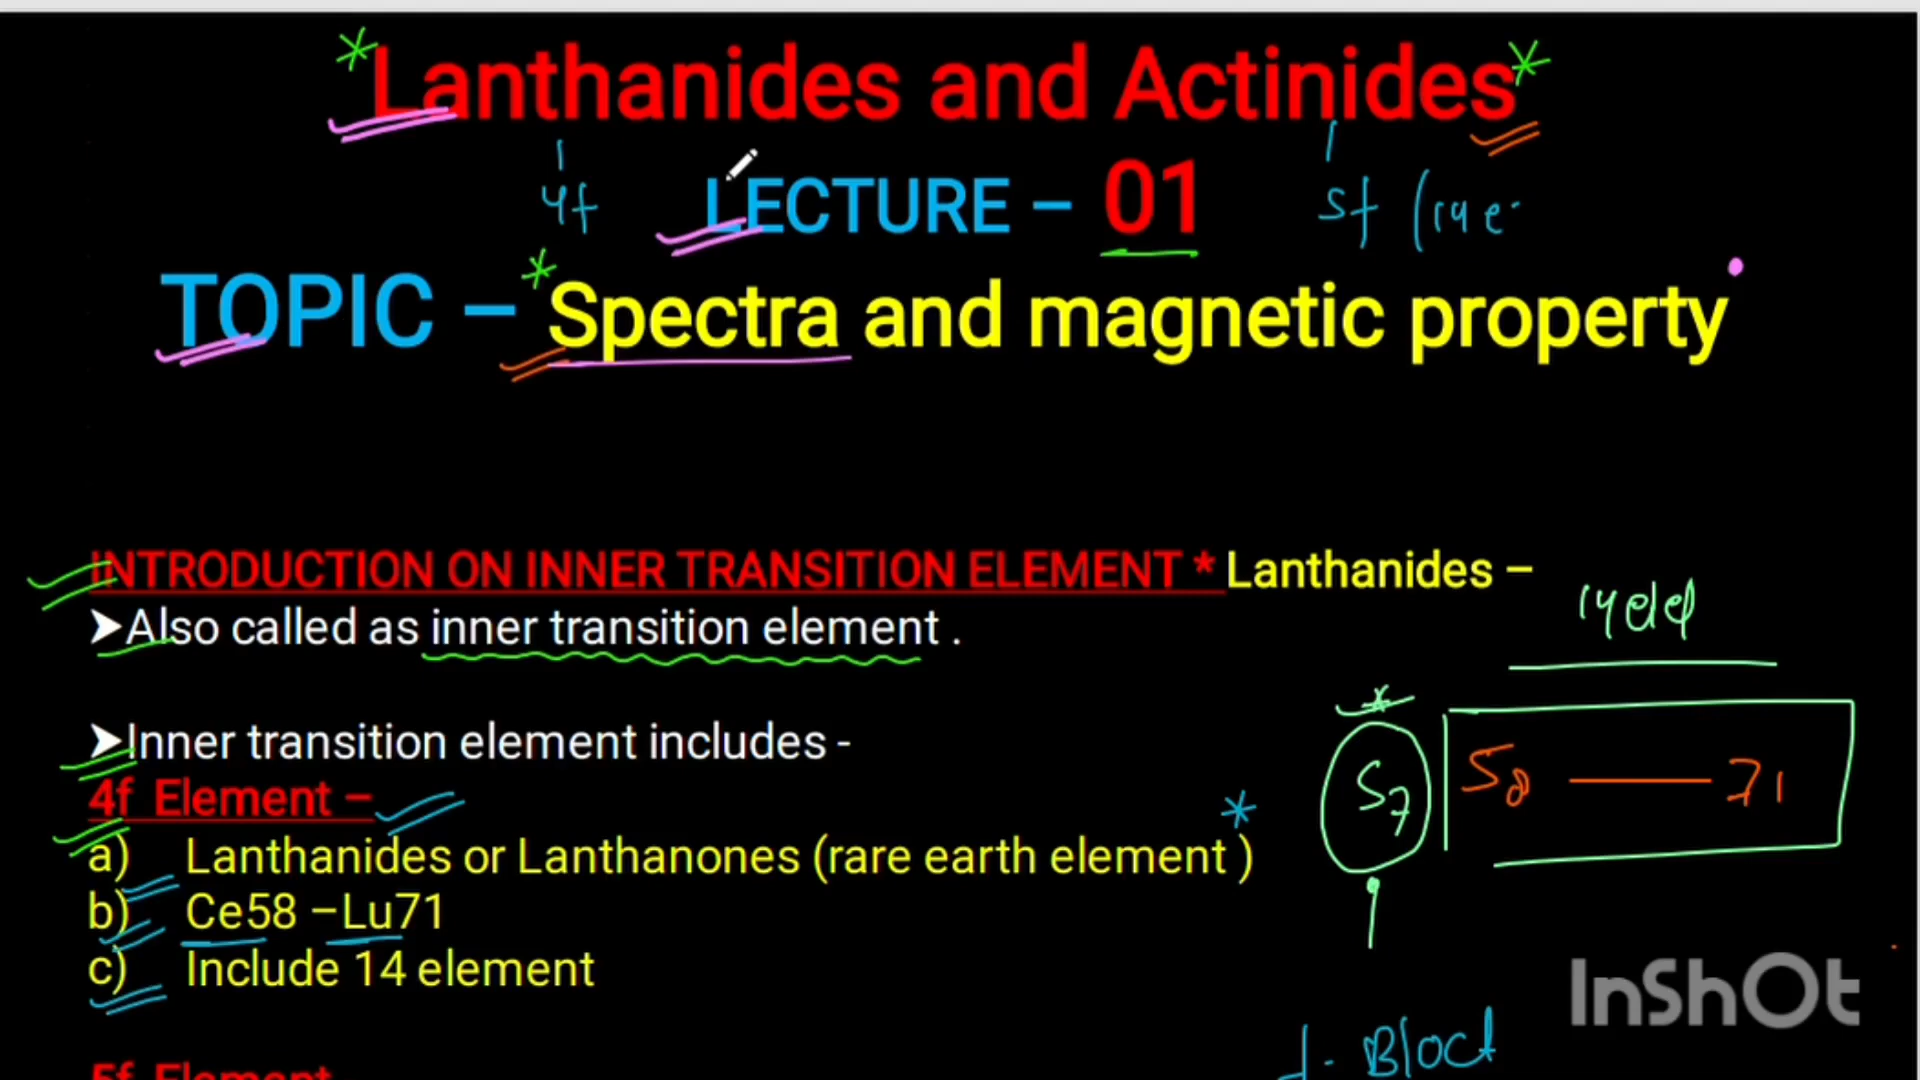 *Lanthanides and Actinides*
4f LECTURE – 01 5f (14 e-
TOPIC – *Spectra and magnetic property
INTRODUCTION ON INNER TRANSITION ELEMENT * Lanthanides –
➤Also called as inner transition element .
➤Inner transition element includes -
4f Element –
a) Lanthanides or Lanthanones (rare earth element )
b) Ce58 –Lu71
c) Include 14 element
5f Element –
14
57 58 — 71
d - Block
InShOt